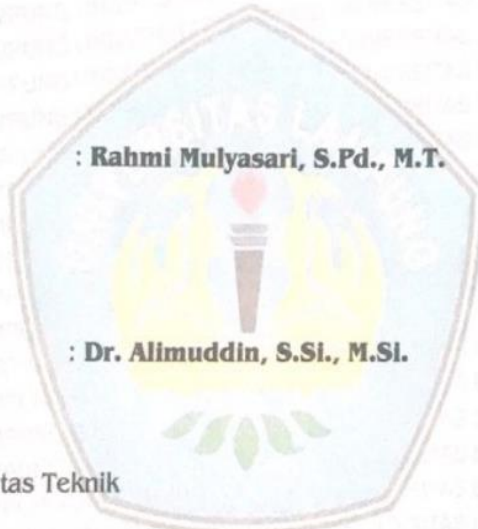 : Rahmi Mulyasari, S.Pd., M.T.
: Dr. Alimuddin, S.Si., M.Si.
tas Teknik